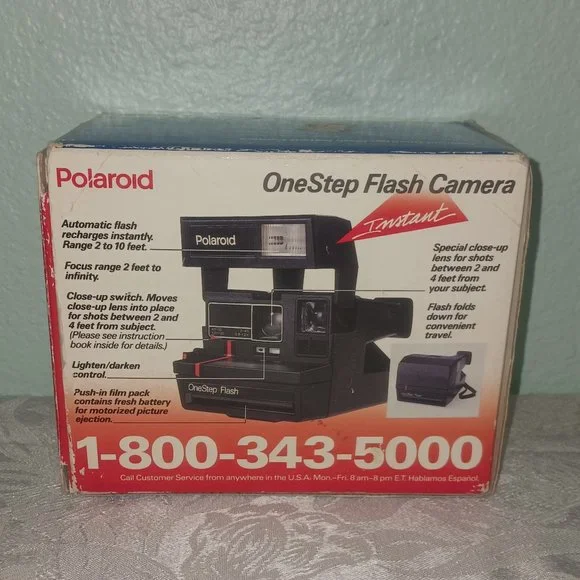 Polaroid
OneStep Flash Camera
Instant
Automatic flash
recharges instantly.
Range 2 to 10 feet.
Focus range 2 feet to
infinity.
Close-up switch. Moves
close-up lens into place
for shots between 2 and
4 feet from subject.
(Please see instruction
book inside for details.)
Lighten/darken
control.
Push-in film pack
contains fresh battery
for motorized picture
ejection.
Polaroid
OneStep Flash
Special close-up
lens for shots
between 2 and
4 feet from
your subject.
Flash folds
down for
convenient
travel.
1-800-343-5000
Call Customer Service from anywhere in the U.S.A. Mon.-Fri. 8 am-8 pm E.T. Hablamos Español.